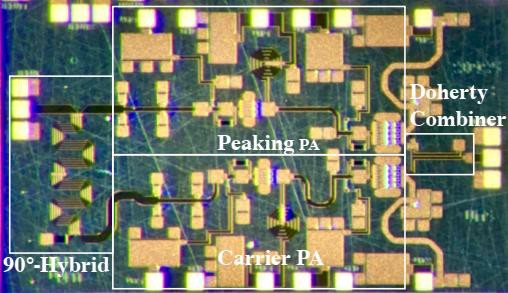 Doherty
Combiner
Peaking PA
Carrier PA
90°-Hybrid